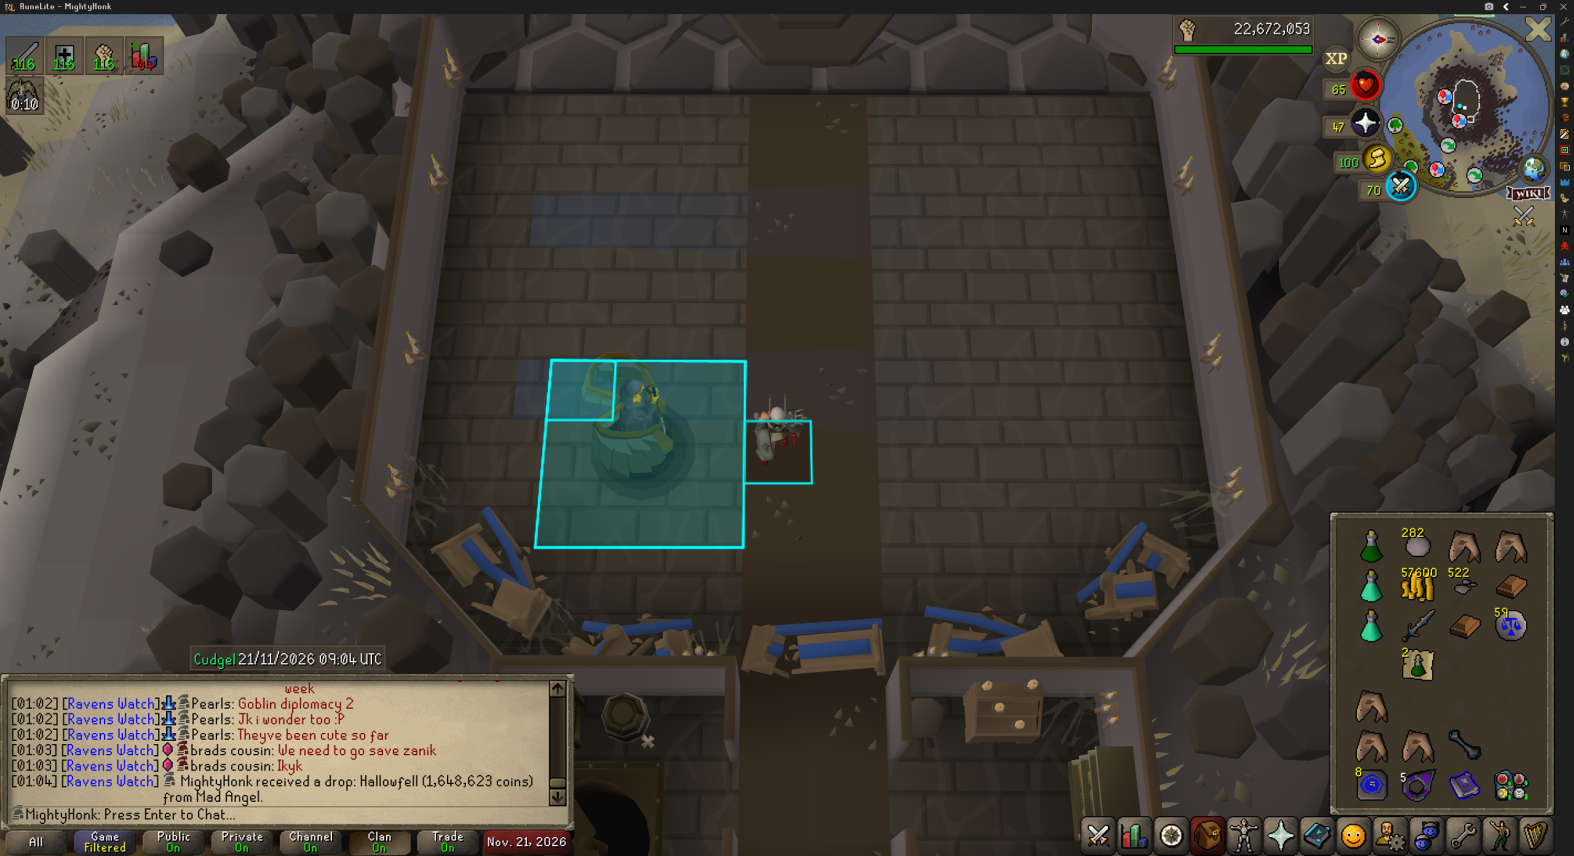 RuneLite - MightyHonk
116
115
116
94
0:10
22,672,053
XP
65
47
100
70
WIKI
282
57600
522
59
2
8
5
Cudgel 21/11/2026 09:04 UTC
week
[01:02] [Ravens Watch] Pearls: Goblin diplomacy 2
[01:02] [Ravens Watch] Pearls: Jk i wonder too :P
[01:02] [Ravens Watch] Pearls: Theyve been cute so far
[01:03] [Ravens Watch] brads cousin: We need to go save zanik
[01:03] [Ravens Watch] brads cousin: Ikyk
[01:04] [Ravens Watch] MightyHonk received a drop: Hallowfell (1,648,623 coins)
from Mad Angel.
MightyHonk: Press Enter to Chat...
All
Game
Filtered
Public
On
Private
On
Channel
On
Clan
On
Trade
On
Nov. 21, 2026